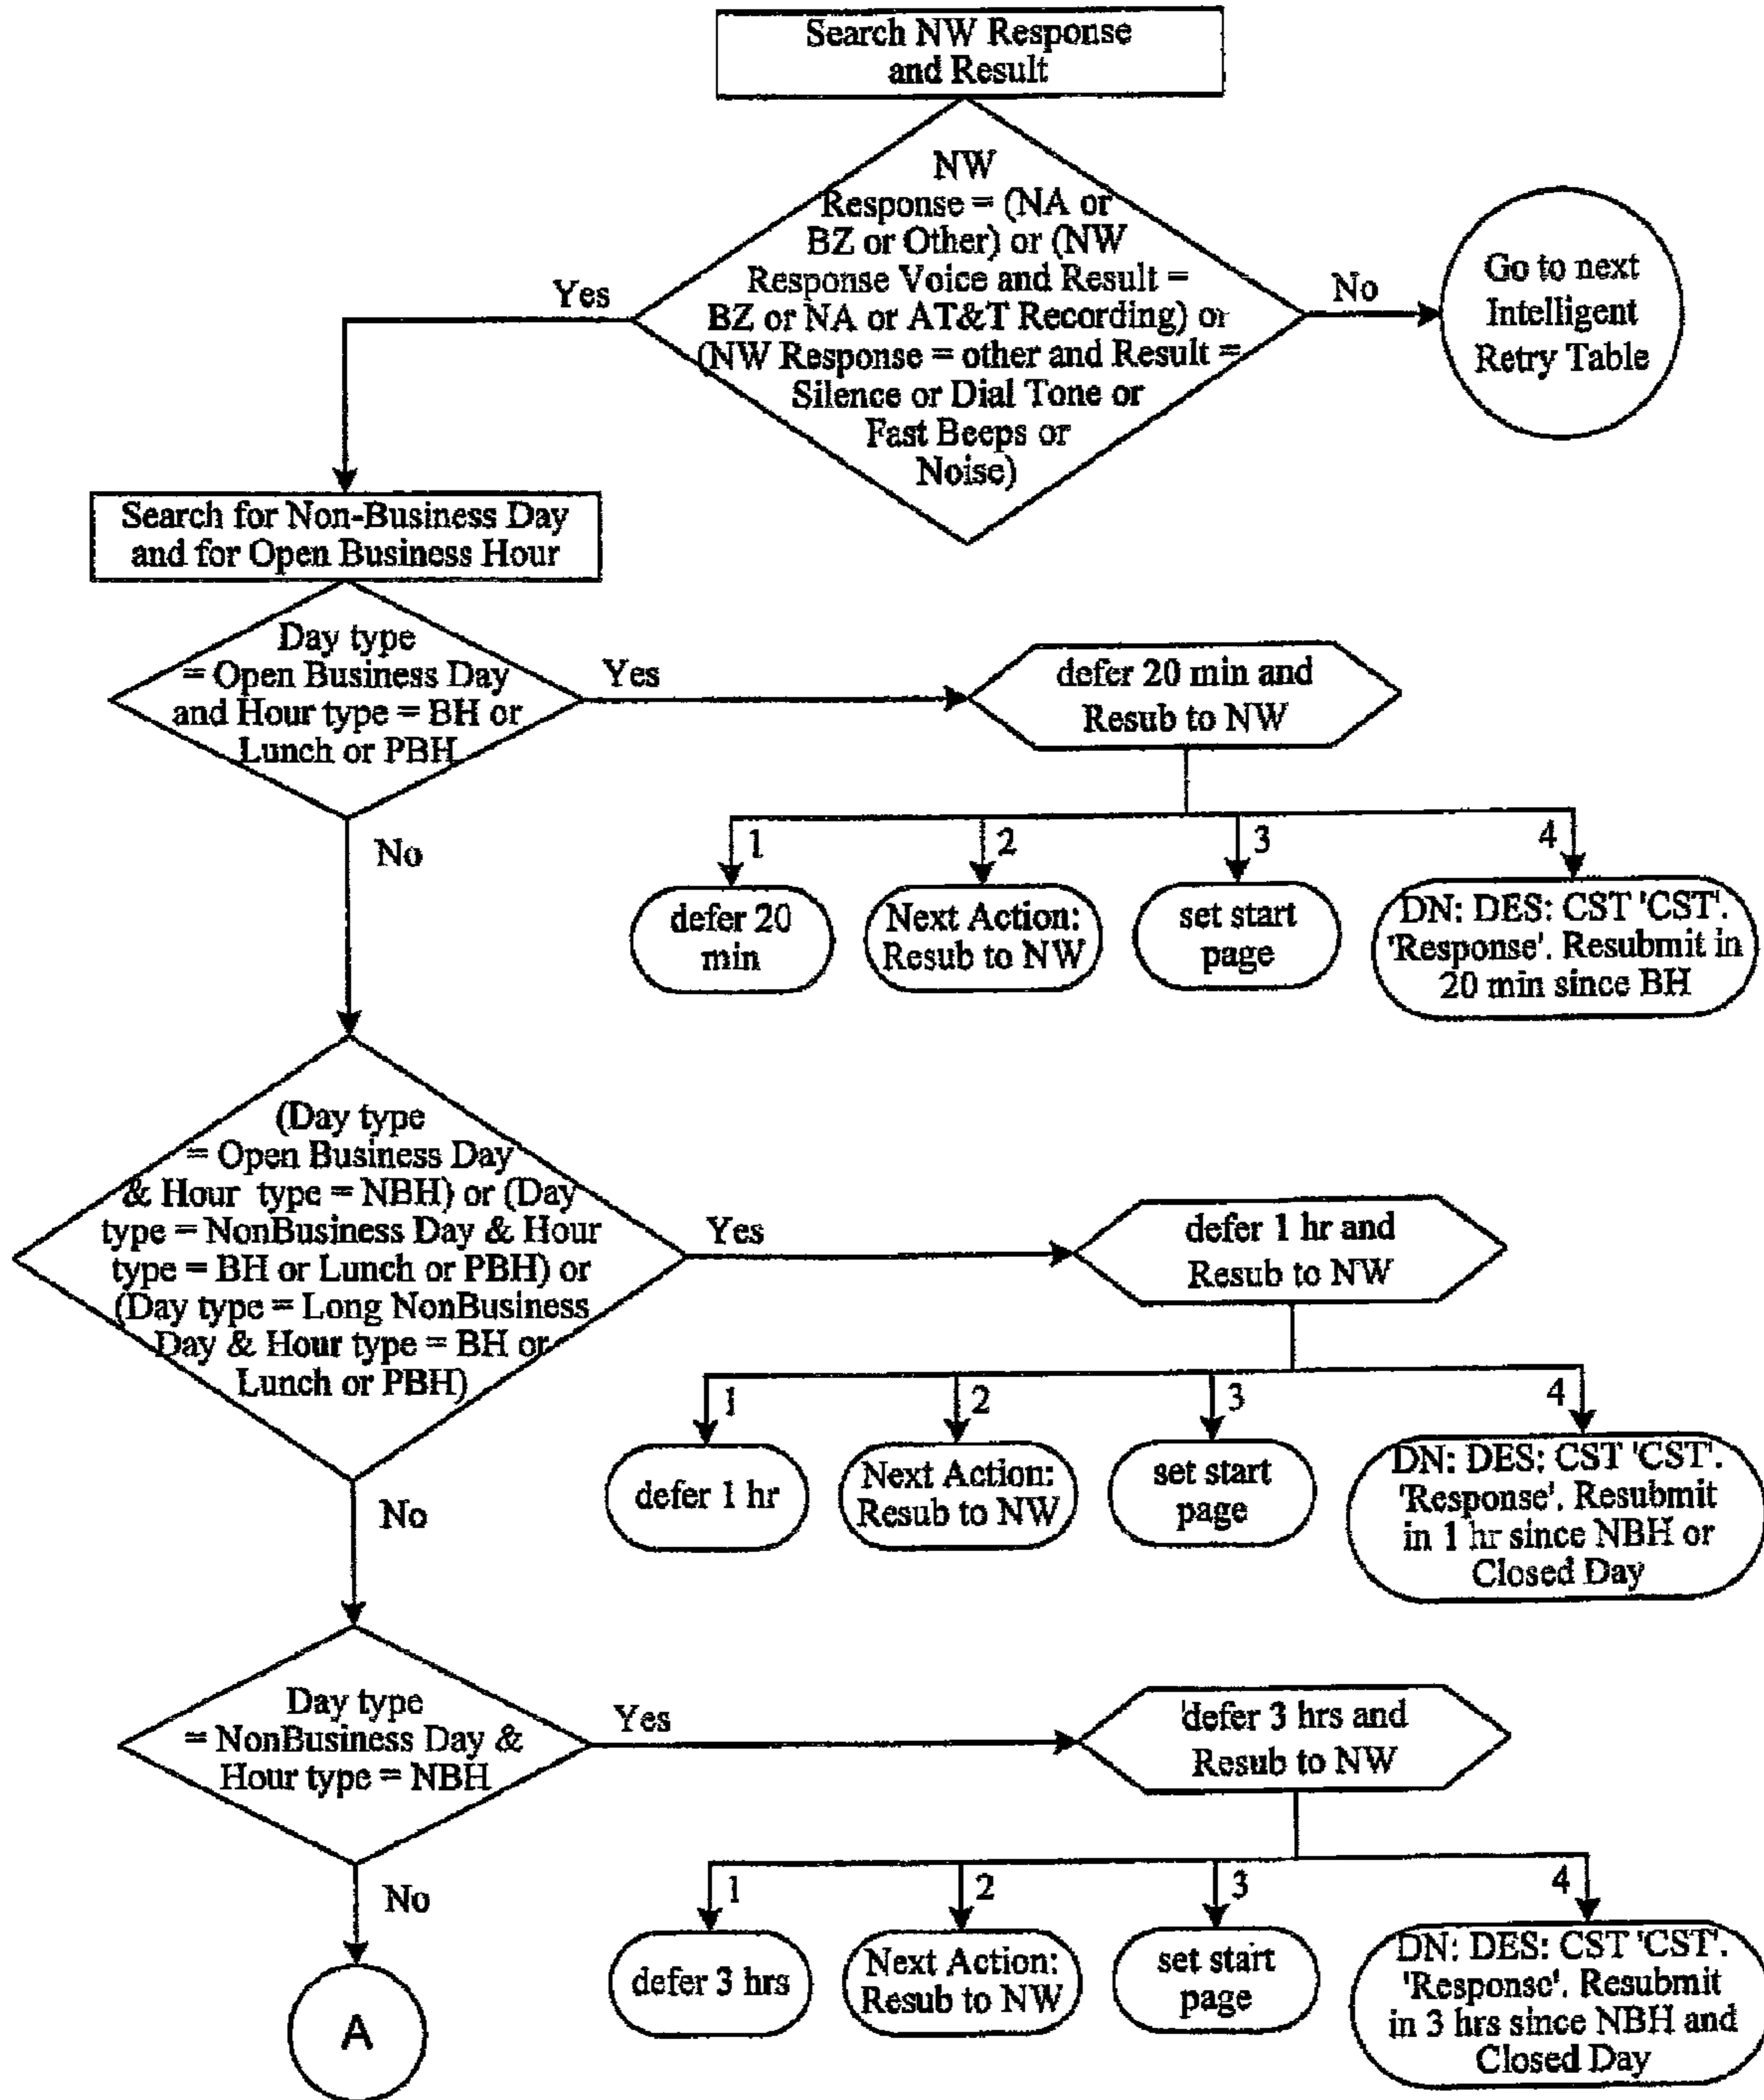 Search NW Response
and Result
NW
Response = (NA or
BZ or Other) or (NW
Response Voice and Result =
BZ or NA or AT&T Recording) or
(NW Response = other and Result =
Silence or Dial Tone or
Fast Beeps or
Noise)
Yes
No
Go to next
Intelligent
Retry Table
Search for Non-Business Day
and for Open Business Hour
Day type
= Open Business Day
and Hour type = BH or
Lunch or PBH
Yes
defer 20 min and
Resub to NW
No
1
2
3
4
defer 20
min
Next Action:
Resub to NW
set start
page
DN: DES: CST 'CST'.
'Response'. Resubmit in
20 min since BH
(Day type
= Open Business Day
& Hour type = NBH) or (Day
type = NonBusiness Day & Hour
type = BH or Lunch or PBH) or
(Day type = Long NonBusiness
Day & Hour type = BH or
Lunch or PBH)
Yes
defer 1 hr and
Resub to NW
No
1
2
3
4
defer 1 hr
Next Action:
Resub to NW
set start
page
DN: DES: CST 'CST'.
'Response'. Resubmit
in 1 hr since NBH or
Closed Day
Day type
= NonBusiness Day &
Hour type = NBH
Yes
defer 3 hrs and
Resub to NW
No
1
2
3
4
defer 3 hrs
Next Action:
Resub to NW
set start
page
DN: DES: CST 'CST'.
'Response'. Resubmit
in 3 hrs since NBH and
Closed Day
A